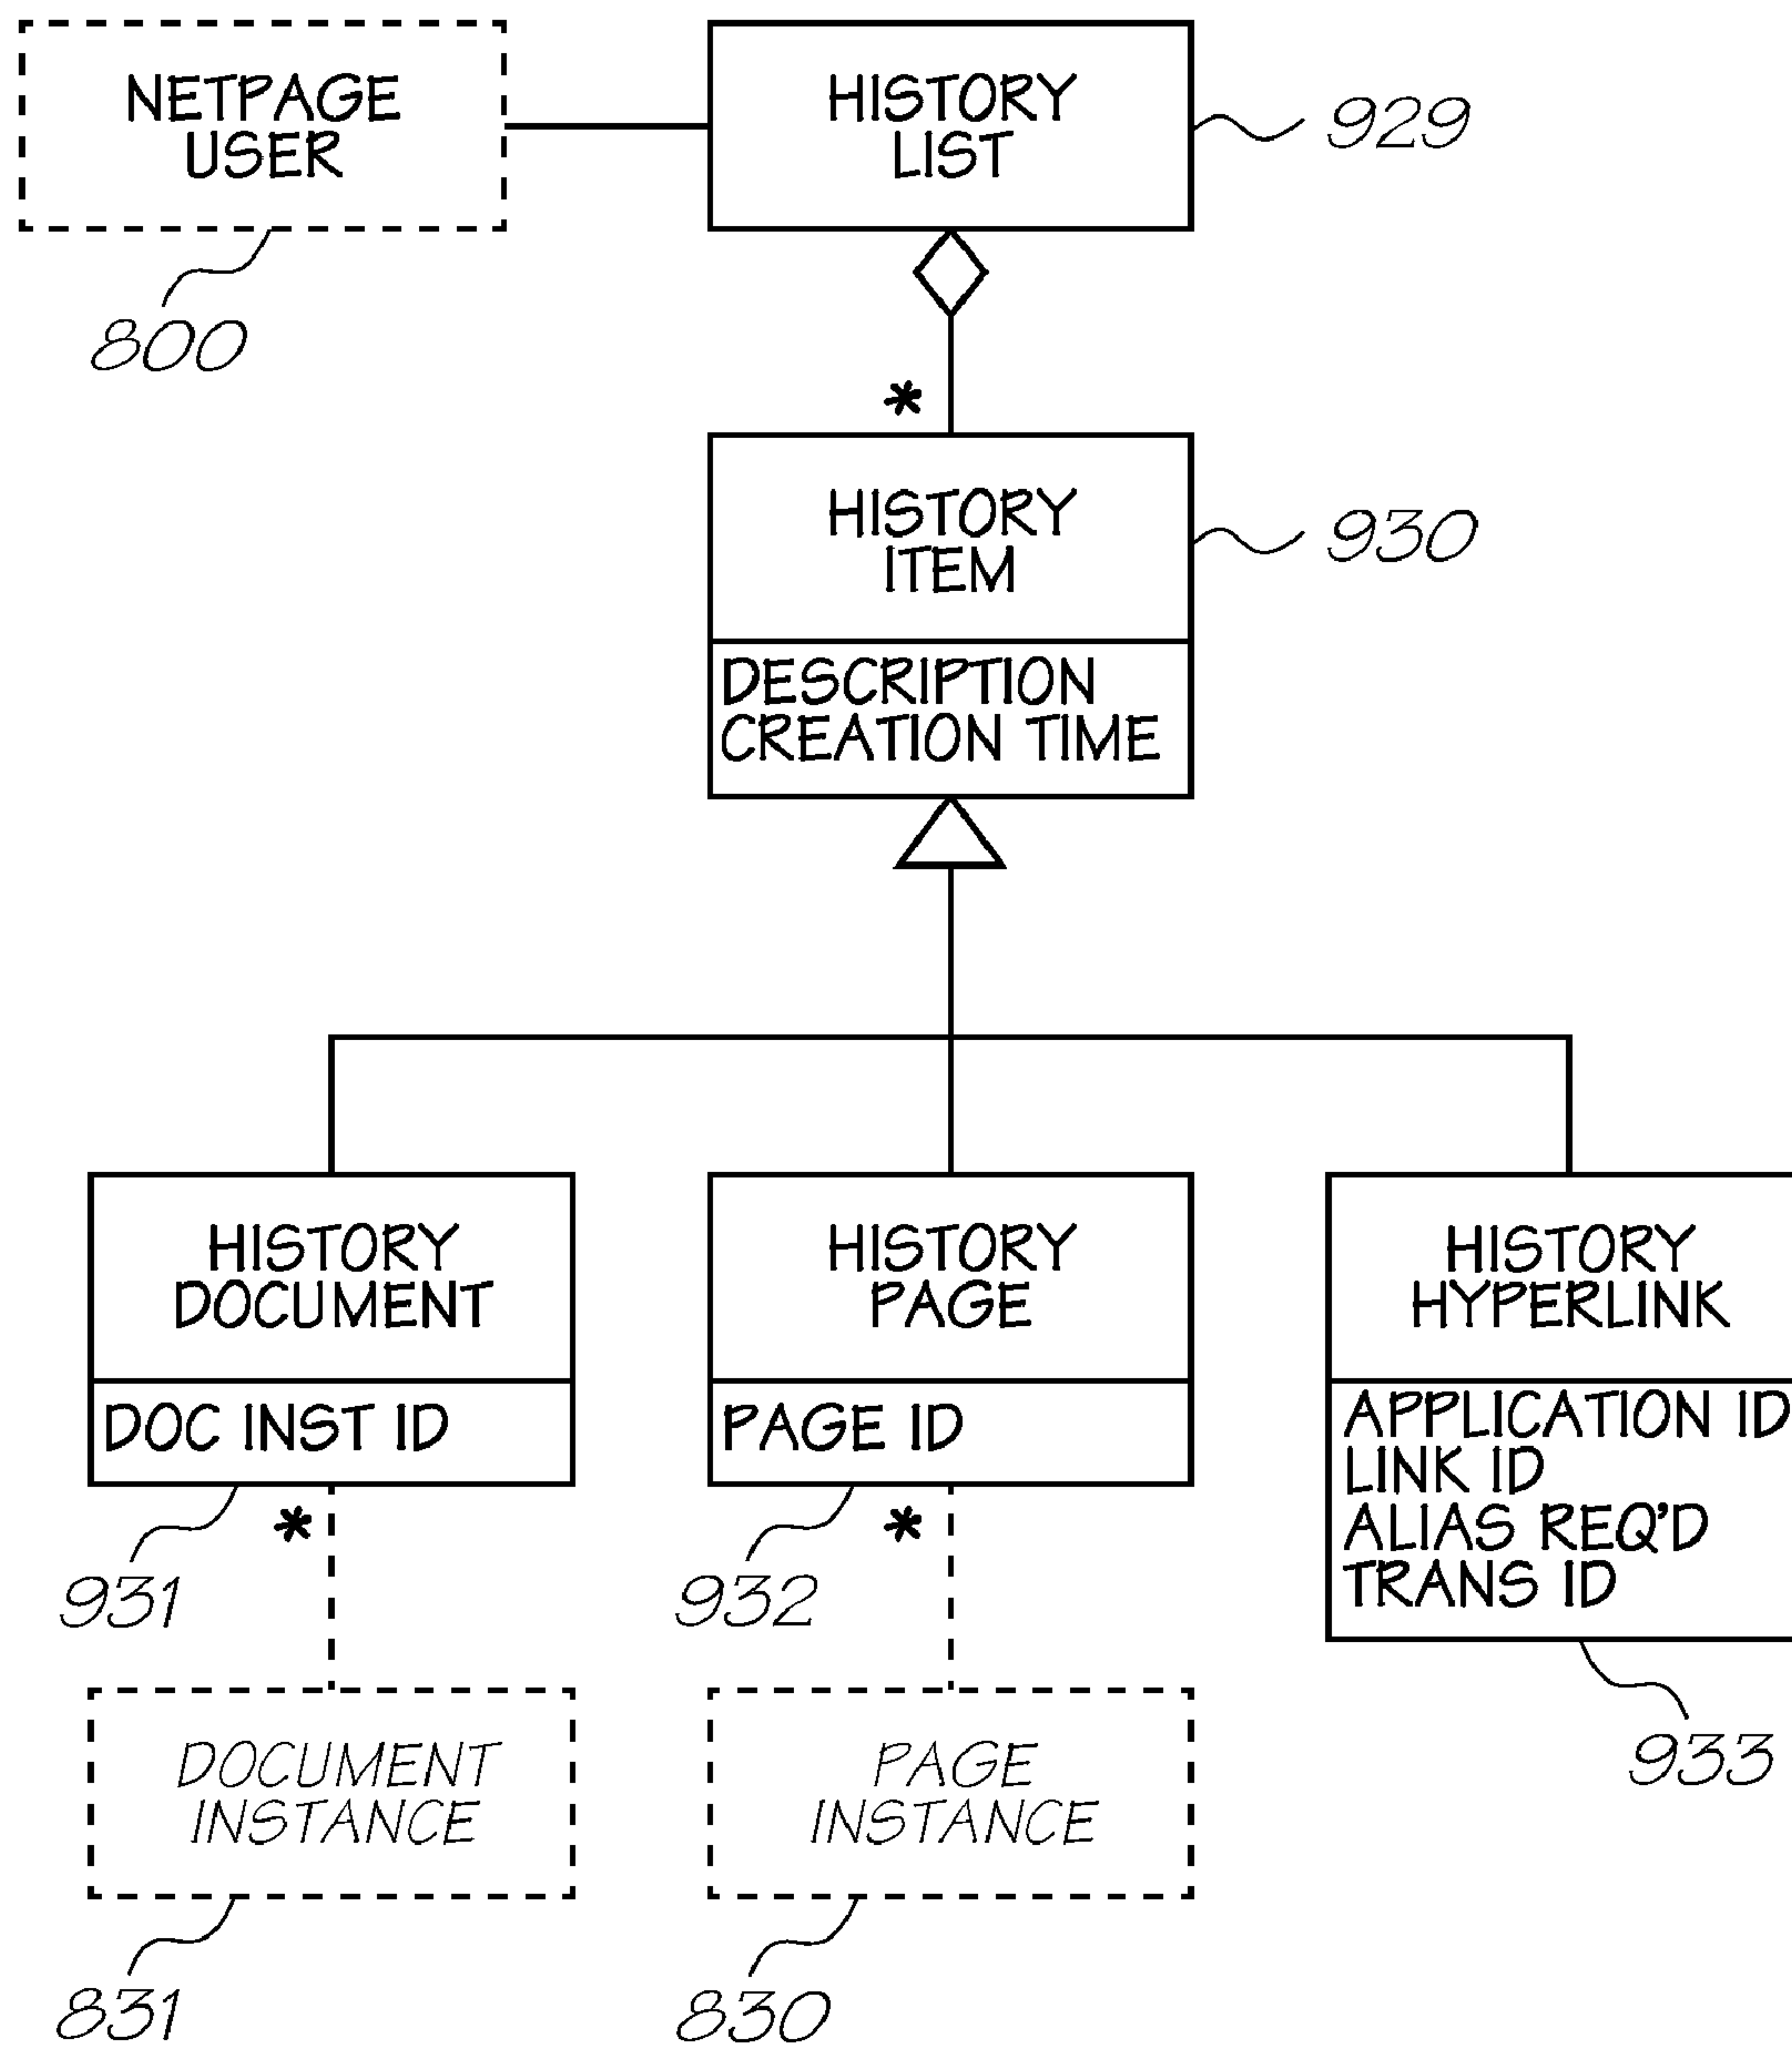 NETPAGE
USER
HISTORY
LIST
929
800
*
HISTORY
ITEM
930
DESCRIPTION
CREATION TIME
HISTORY
DOCUMENT
HISTORY
PAGE
HISTORY
HYPERLINK
DOC INST ID
PAGE ID
APPLICATION ID
LINK ID
ALIAS REQ'D
TRANS ID
*
*
931
932
933
DOCUMENT
INSTANCE
PAGE
INSTANCE
831
830